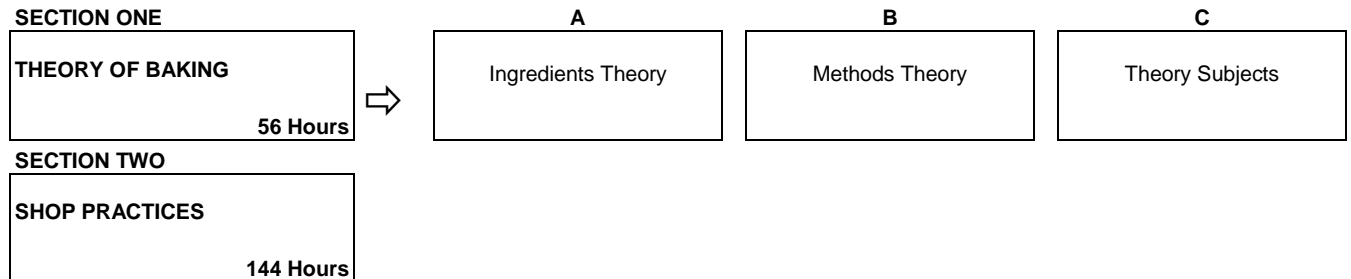 SECTION ONE
A
B
C
THEORY OF BAKING
56 Hours
Ingredients Theory
Methods Theory
Theory Subjects
SECTION TWO
SHOP PRACTICES
144 Hours